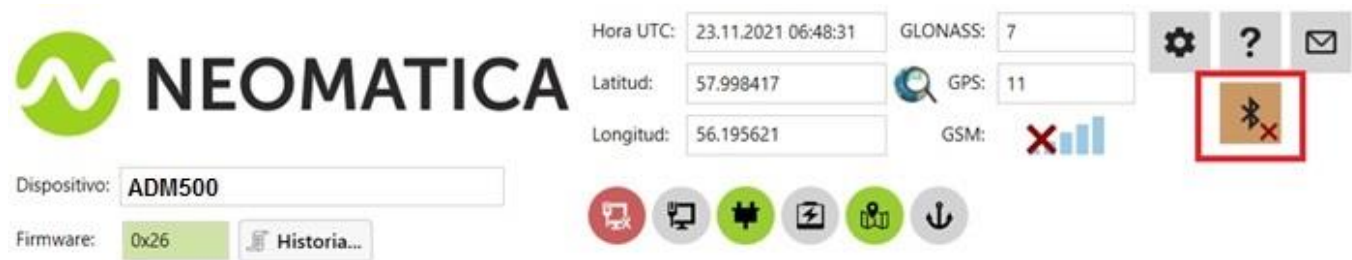 NEOMATICA
Dispositivo: ADM500
Firmware: 0x26 Historia...
Hora UTC: 23.11.2021 06:48:31 GLONASS: 7
Latitud: 57.998417 GPS: 11
Longitud: 56.195621 GSM:
?